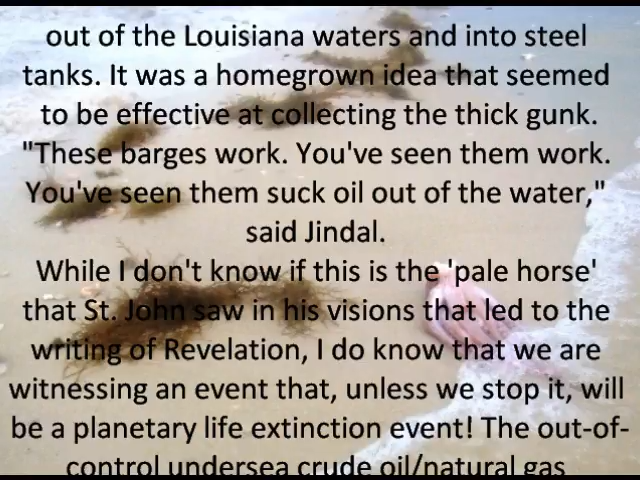 out of the Louisiana waters and into steel
tanks. It was a homegrown idea that seemed
to be effective at collecting the thick gunk.
"These barges work. You've seen them work.
You've seen them suck oil out of the water,"
said Jindal.
While I don't know if this is the 'pale horse'
that St. John saw in his visions that led to the
writing of Revelation, I do know that we are
witnessing an event that, unless we stop it, will
be a planetary life extinction event! The out-of-
control undersea crude oil/natural gas